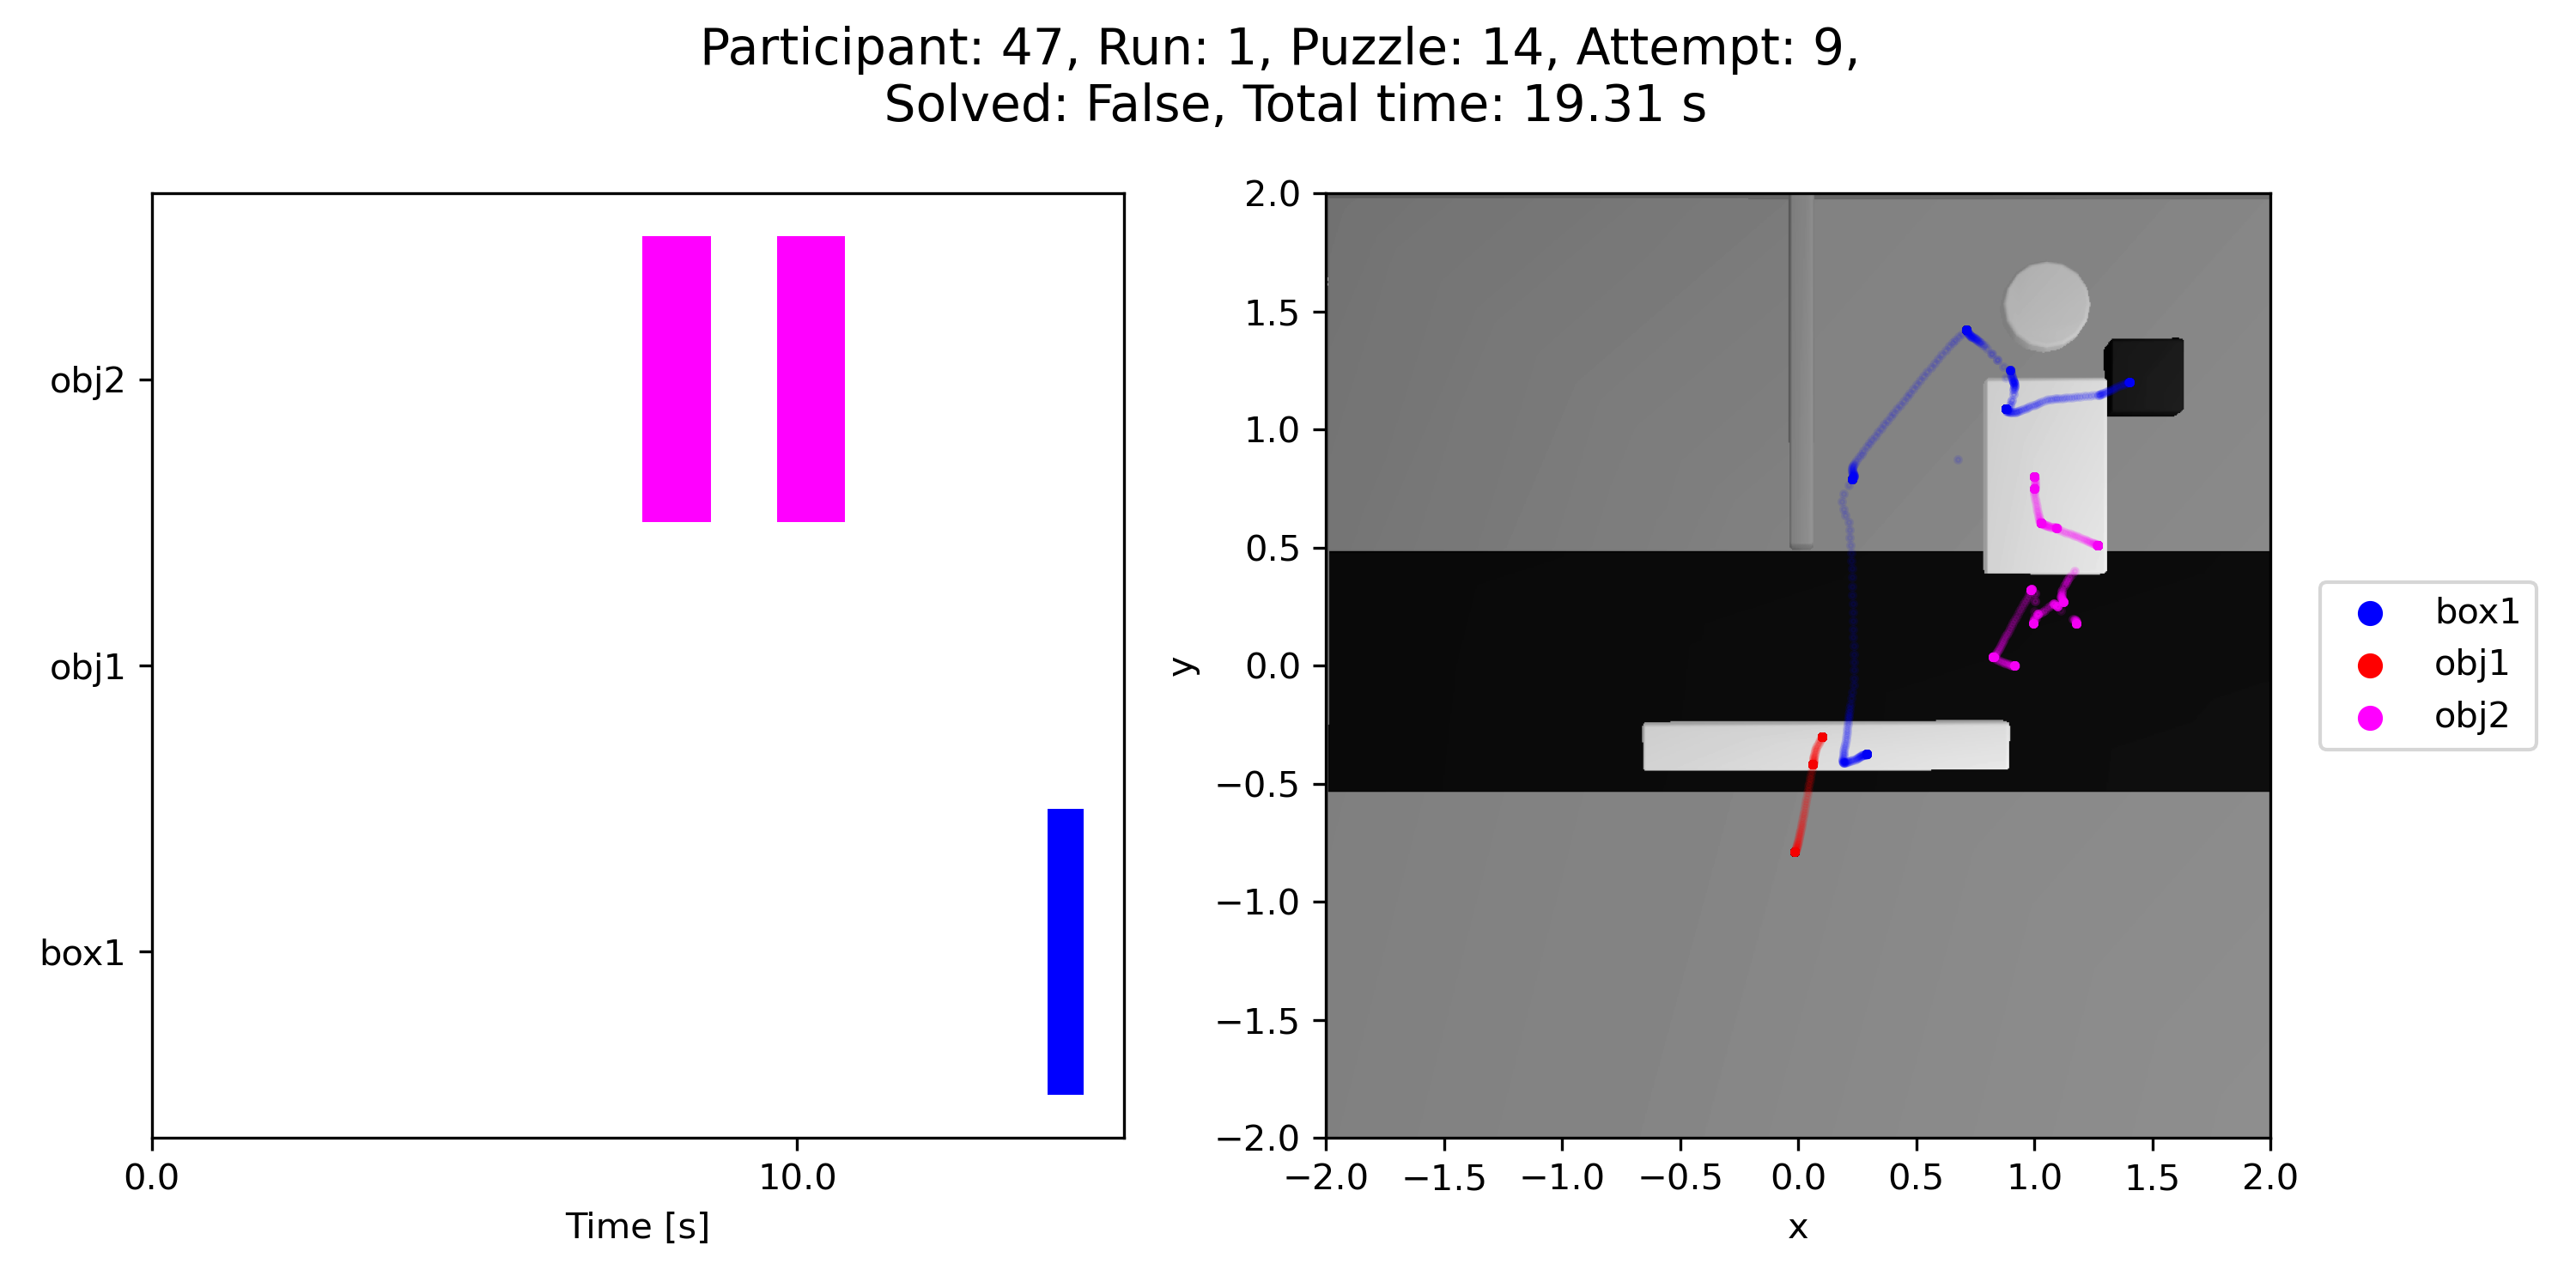 Participant: 47, Run: 1, Puzzle: 14, Attempt: 9,
Solved: False, Total time: 19.31 s
obj2
obj1
box1
0.0
10.0
Time [s]
y
2.0
1.5
1.0
0.5
0.0
−0.5
−1.0
−1.5
−2.0
−2.0
−1.5
−1.0
−0.5
0.0
0.5
1.0
1.5
2.0
x
box1
obj1
obj2